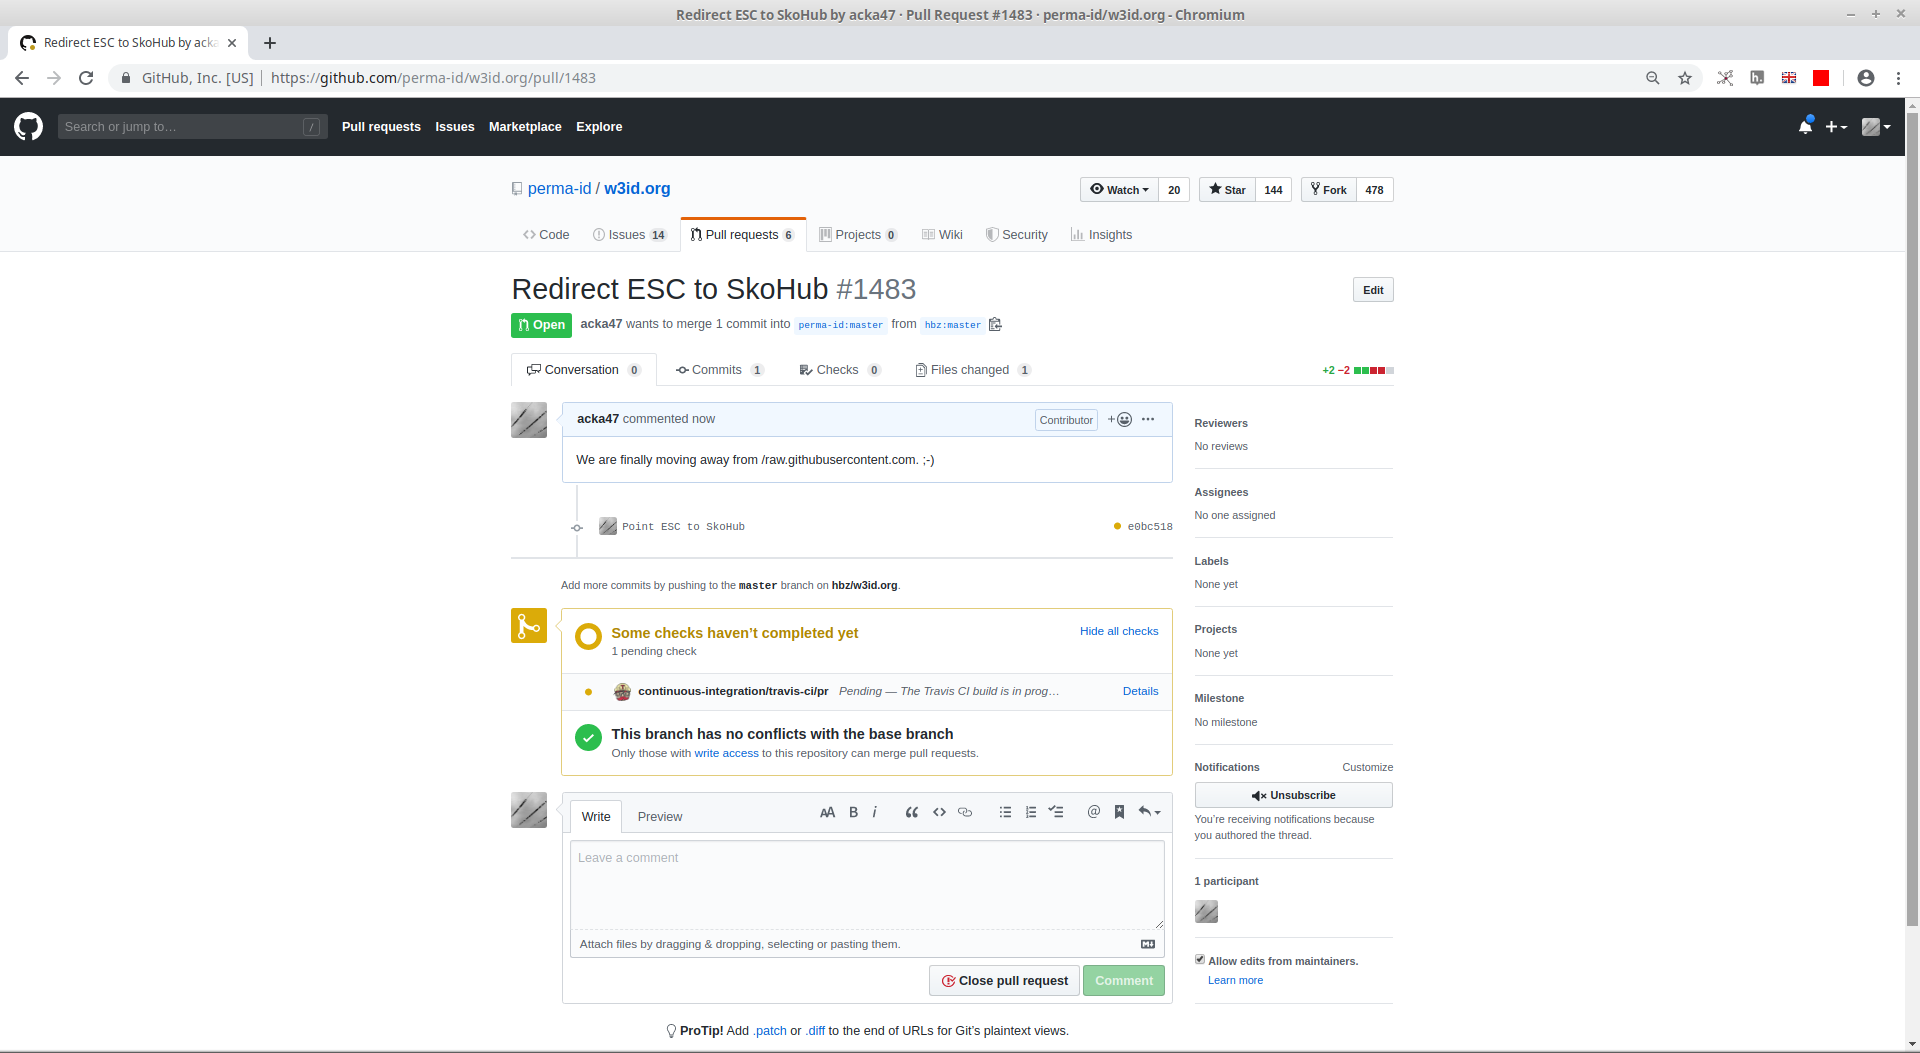 Redirect ESC to SkoHub by acka47 · Pull Request #1483 · perma-id/w3id.org - Chromium
Redirect ESC to SkoHub by acka
GitHub, Inc. [US] https://github.com/perma-id/w3id.org/pull/1483
Search or jump to… / Pull requests Issues Marketplace Explore
perma-id / w3id.org Watch 20 Star 144 Fork 478
Code Issues 14 Pull requests 6 Projects 0 Wiki Security Insights
Redirect ESC to SkoHub #1483 Edit
Open acka47 wants to merge 1 commit into perma-id:master from hbz:master
Conversation 0 Commits 1 Checks 0 Files changed 1 +2 −2
acka47 commented now Contributor
We are finally moving away from /raw.githubusercontent.com. ;-)
Point ESC to SkoHub e0bc518
Add more commits by pushing to the master branch on hbz/w3id.org.
Some checks haven’t completed yet Hide all checks
1 pending check
continuous-integration/travis-ci/pr Pending — The Travis CI build is in prog… Details
This branch has no conflicts with the base branch
Only those with write access to this repository can merge pull requests.
Write Preview
Leave a comment
Attach files by dragging & dropping, selecting or pasting them.
Close pull request Comment
ProTip! Add .patch or .diff to the end of URLs for Git’s plaintext views.
Reviewers
No reviews
Assignees
No one assigned
Labels
None yet
Projects
None yet
Milestone
No milestone
Notifications Customize
Unsubscribe
You’re receiving notifications because
you authored the thread.
1 participant
Allow edits from maintainers.
Learn more